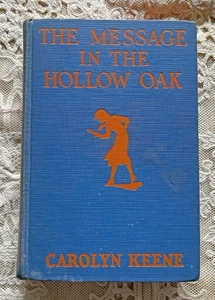 THE MESSAGE
IN THE
HOLLOW OAK
CAROLYN KEENE